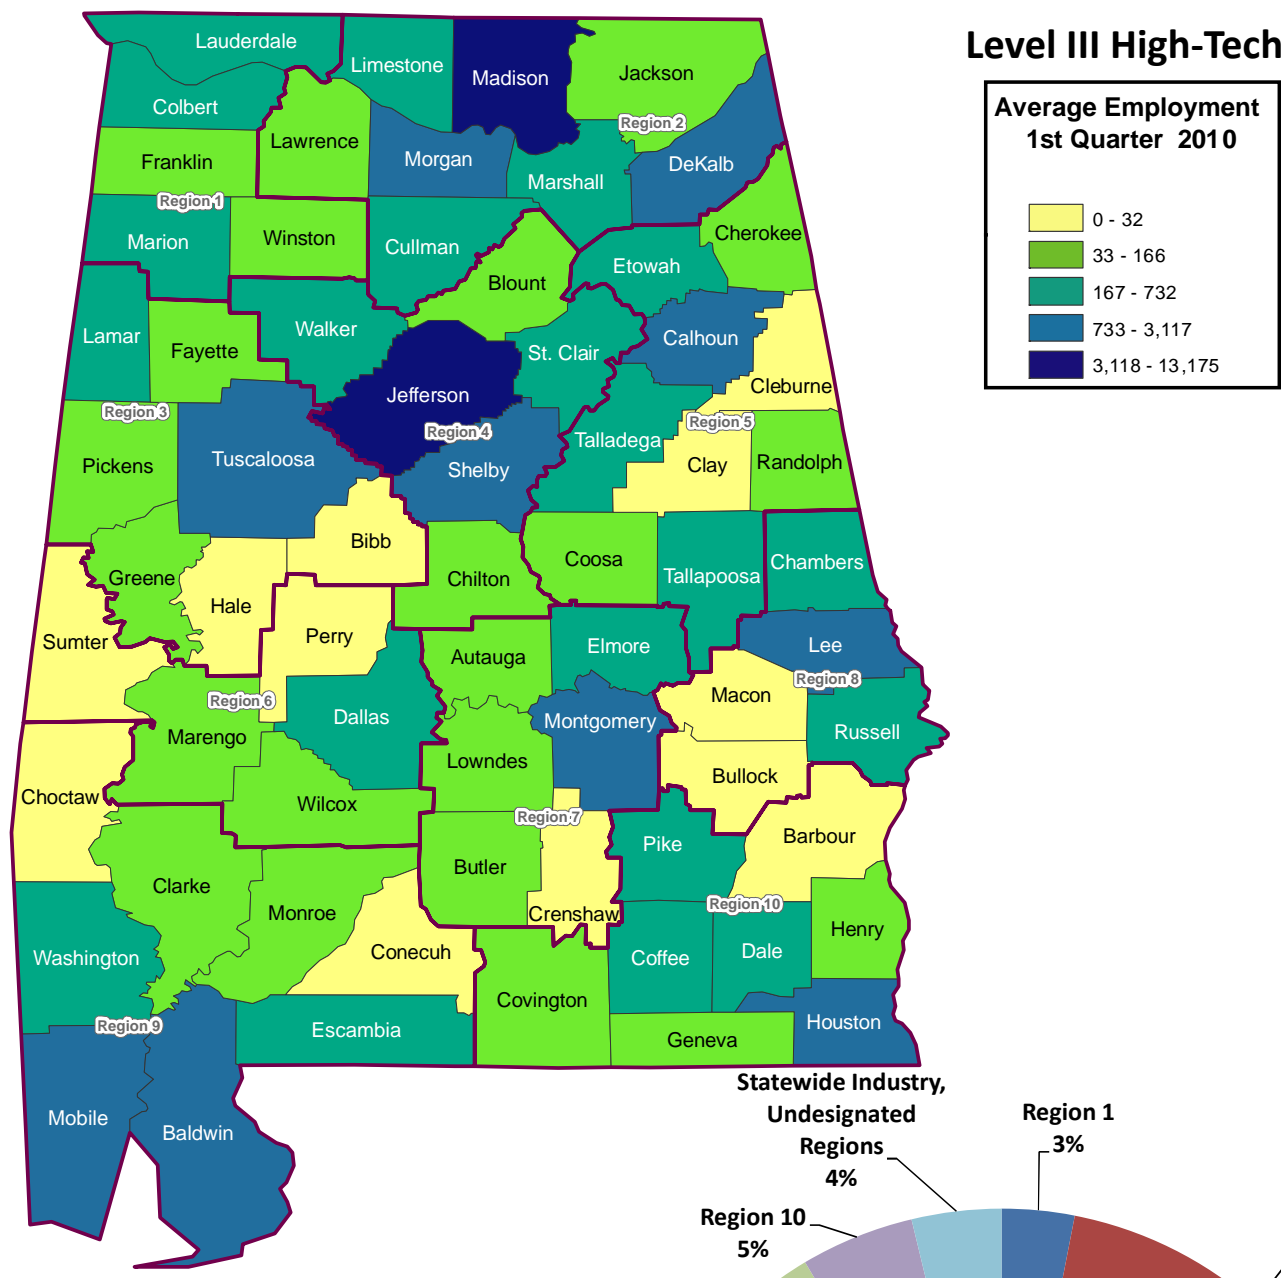 Level III High-Tech
Average Employment
1st Quarter 2010
0 - 32
33 - 166
167 - 732
733 - 3,117
3,118 - 13,175
Lauderdale
Limestone
Madison
Jackson
Colbert
Region 2
Lawrence
Franklin
Morgan
DeKalb
Marshall
Region 1
Marion
Winston
Cullman
Cherokee
Etowah
Blount
Lamar
Walker
Calhoun
Fayette
St. Clair
Cleburne
Jefferson
Region 3
Region 4
Region 5
Talladega
Pickens
Tuscaloosa
Shelby
Clay
Randolph
Bibb
Coosa
Chambers
Greene
Chilton
Tallapoosa
Hale
Sumter
Perry
Autauga
Elmore
Lee
Region 8
Macon
Region 6
Dallas
Montgomery
Marengo
Russell
Lowndes
Bullock
Choctaw
Wilcox
Region 7
Barbour
Pike
Butler
Clarke
Region 10
Monroe
Crenshaw
Henry
Washington
Conecuh
Coffee
Dale
Covington
Region 9
Escambia
Houston
Geneva
Mobile
Baldwin
Statewide Industry,
Undesignated
Regions
4%
Region 1
3%
Region 10
5%